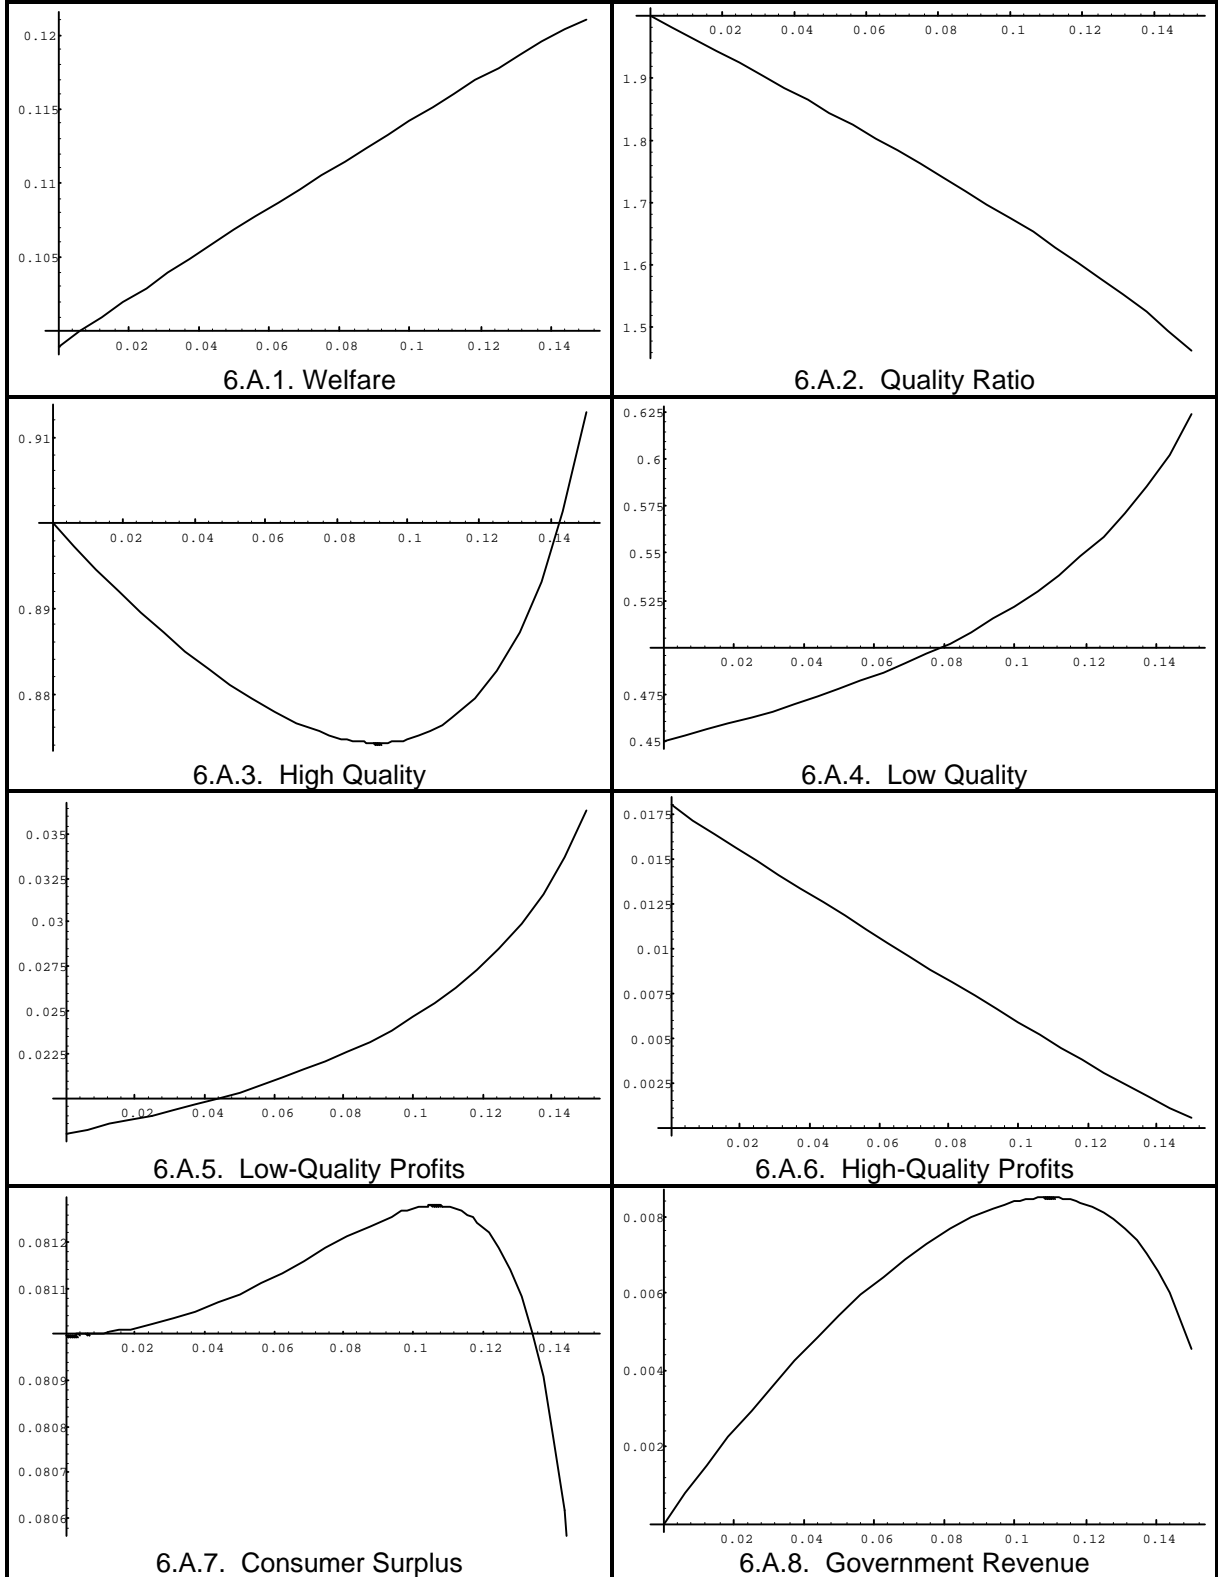 0.12
0.115
0.11
0.105
0.02 0.04 0.06 0.08 0.1 0.12 0.14
6.A.1. Welfare
0.02 0.04 0.06 0.08 0.1 0.12 0.14
1.9
1.8
1.7
1.6
1.5
6.A.2. Quality Ratio
0.91
0.02 0.04 0.06 0.08 0.1 0.12 0.14
0.89
0.88
6.A.3. High Quality
0.625
0.6
0.575
0.55
0.525
0.02 0.04 0.06 0.08 0.1 0.12 0.14
0.475
0.45
6.A.4. Low Quality
0.035
0.0325
0.03
0.0275
0.025
0.0225
0.02 0.04 0.06 0.08 0.1 0.12 0.14
6.A.5. Low-Quality Profits
0.0175
0.015
0.0125
0.01
0.0075
0.005
0.0025
0.02 0.04 0.06 0.08 0.1 0.12 0.14
6.A.6. High-Quality Profits
0.0812
0.0811
0.02 0.04 0.06 0.08 0.1 0.12 0.14
0.0809
0.0808
0.0807
0.0806
6.A.7. Consumer Surplus
0.008
0.006
0.004
0.002
0.02 0.04 0.06 0.08 0.1 0.12 0.14
6.A.8. Government Revenue